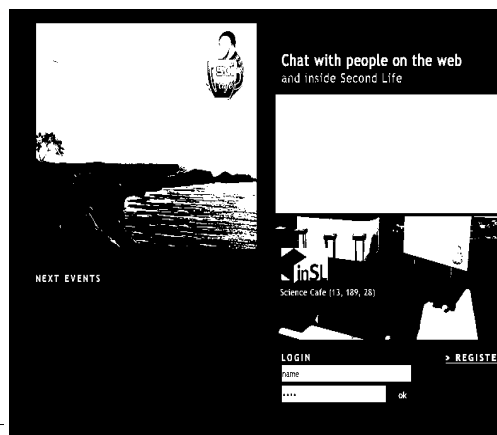 Chat with people on the web
and inside Second Life
inSL
Science Cafe (13, 189, 28)
NEXT EVENTS
LOGIN
> REGISTE
name
ok